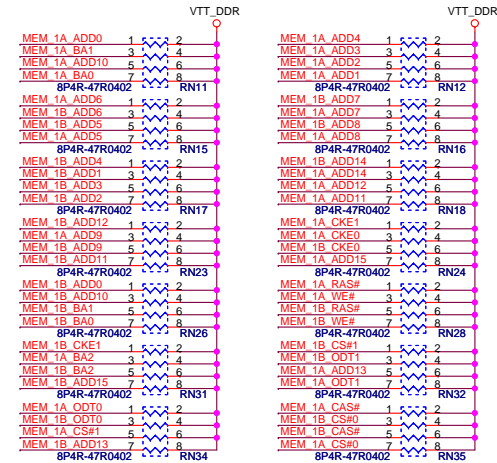 VTT_DDR
MEM_1A_ADD0 1 2
MEM_1A_BA1 3 4
MEM_1A_ADD10 5 6
MEM_1A_BA0 7 8
8P4R-47R0402 RN11
MEM_1A_ADD6 1 2
MEM_1B_ADD6 3 4
MEM_1B_ADD5 5 6
MEM_1A_ADD5 7 8
8P4R-47R0402 RN15
MEM_1B_ADD4 1 2
MEM_1B_ADD1 3 4
MEM_1B_ADD3 5 6
MEM_1B_ADD2 7 8
8P4R-47R0402 RN17
MEM_1B_ADD12 1 2
MEM_1A_ADD9 3 4
MEM_1B_ADD9 5 6
MEM_1B_ADD11 7 8
8P4R-47R0402 RN23
MEM_1B_ADD0 1 2
MEM_1B_ADD10 3 4
MEM_1B_BA1 5 6
MEM_1B_BA0 7 8
8P4R-47R0402 RN26
MEM_1B_CKE1 1 2
MEM_1A_BA2 3 4
MEM_1B_BA2 5 6
MEM_1B_ADD15 7 8
8P4R-47R0402 RN31
MEM_1A_ODT0 1 2
MEM_1B_ODT0 3 4
MEM_1A_CS#1 5 6
MEM_1B_ADD13 7 8
8P4R-47R0402 RN34
VTT_DDR
MEM_1A_ADD4 1 2
MEM_1A_ADD3 3 4
MEM_1A_ADD2 5 6
MEM_1A_ADD1 7 8
8P4R-47R0402 RN12
MEM_1B_ADD7 1 2
MEM_1A_ADD7 3 4
MEM_1B_ADD8 5 6
MEM_1A_ADD8 7 8
8P4R-47R0402 RN16
MEM_1B_ADD14 1 2
MEM_1A_ADD14 3 4
MEM_1A_ADD12 5 6
MEM_1A_ADD11 7 8
8P4R-47R0402 RN18
MEM_1A_CKE1 1 2
MEM_1A_CKE0 3 4
MEM_1B_CKE0 5 6
MEM_1A_ADD15 7 8
8P4R-47R0402 RN24
MEM_1A_RAS# 1 2
MEM_1A_WE# 3 4
MEM_1B_RAS# 5 6
MEM_1B_WE# 7 8
8P4R-47R0402 RN28
MEM_1B_CS#1 1 2
MEM_1B_ODT1 3 4
MEM_1A_ADD13 5 6
MEM_1A_ODT1 7 8
8P4R-47R0402 RN32
MEM_1A_CAS# 1 2
MEM_1B_CS#0 3 4
MEM_1B_CAS# 5 6
MEM_1A_CS#0 7 8
8P4R-47R0402 RN35